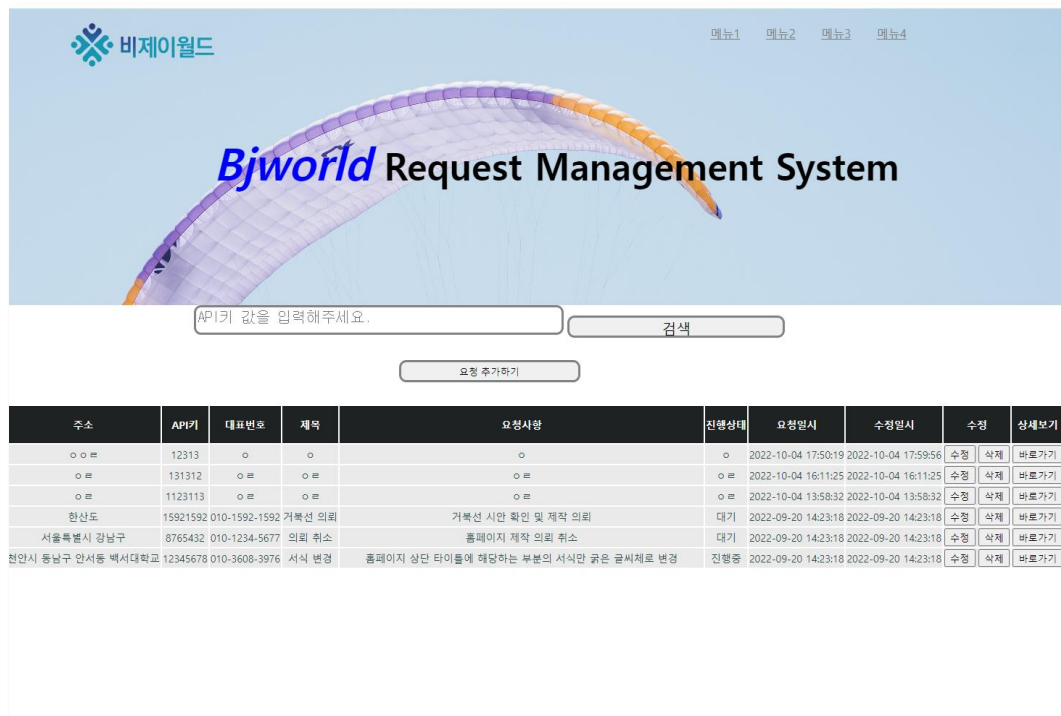 비제이월드
메뉴1 메뉴2 메뉴3 메뉴4
Bjworld Request Management System
API키 값을 입력해주세요.
검색
요청 추가하기
주소 API키 대표번호 제목 요청사항 진행상태 요청일시 수정일시 수정 상세보기
ㅇㅇㄹ 12313 ㅇ ㅇ ㅇ ㅇ 2022-10-04 17:50:19 2022-10-04 17:59:56 수정 삭제 바로가기
ㅇㄹ 131312 ㅇㄹ ㅇㄹ ㅇㄹ ㅇㄹ 2022-10-04 16:11:25 2022-10-04 16:11:25 수정 삭제 바로가기
ㅇㄹ 1123113 ㅇㄹ ㅇㄹ ㅇㄹ ㅇㄹ 2022-10-04 13:58:32 2022-10-04 13:58:32 수정 삭제 바로가기
한산도 15921592 010-1592-1592 거북선 의뢰 거북선 시안 확인 및 제작 의뢰 대기 2022-09-20 14:23:18 2022-09-20 14:23:18 수정 삭제 바로가기
서울특별시 강남구 8765432 010-1234-5677 의뢰 취소 홈페이지 제작 의뢰 취소 대기 2022-09-20 14:23:18 2022-09-20 14:23:18 수정 삭제 바로가기
천안시 동남구 안서동 백서대학교 12345678 010-3608-3976 서식 변경 홈페이지 상단 타이틀에 해당하는 부분의 서식만 굵은 글씨체로 변경 진행중 2022-09-20 14:23:18 2022-09-20 14:23:18 수정 삭제 바로가기